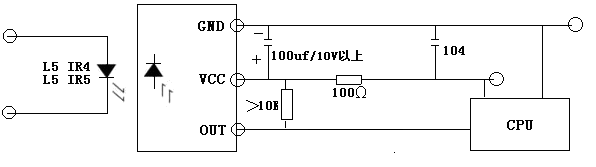 GND
L5 IR4
L5 IR5
100uf/10V以上
104
VCC
100Ω
>10K
OUT
CPU